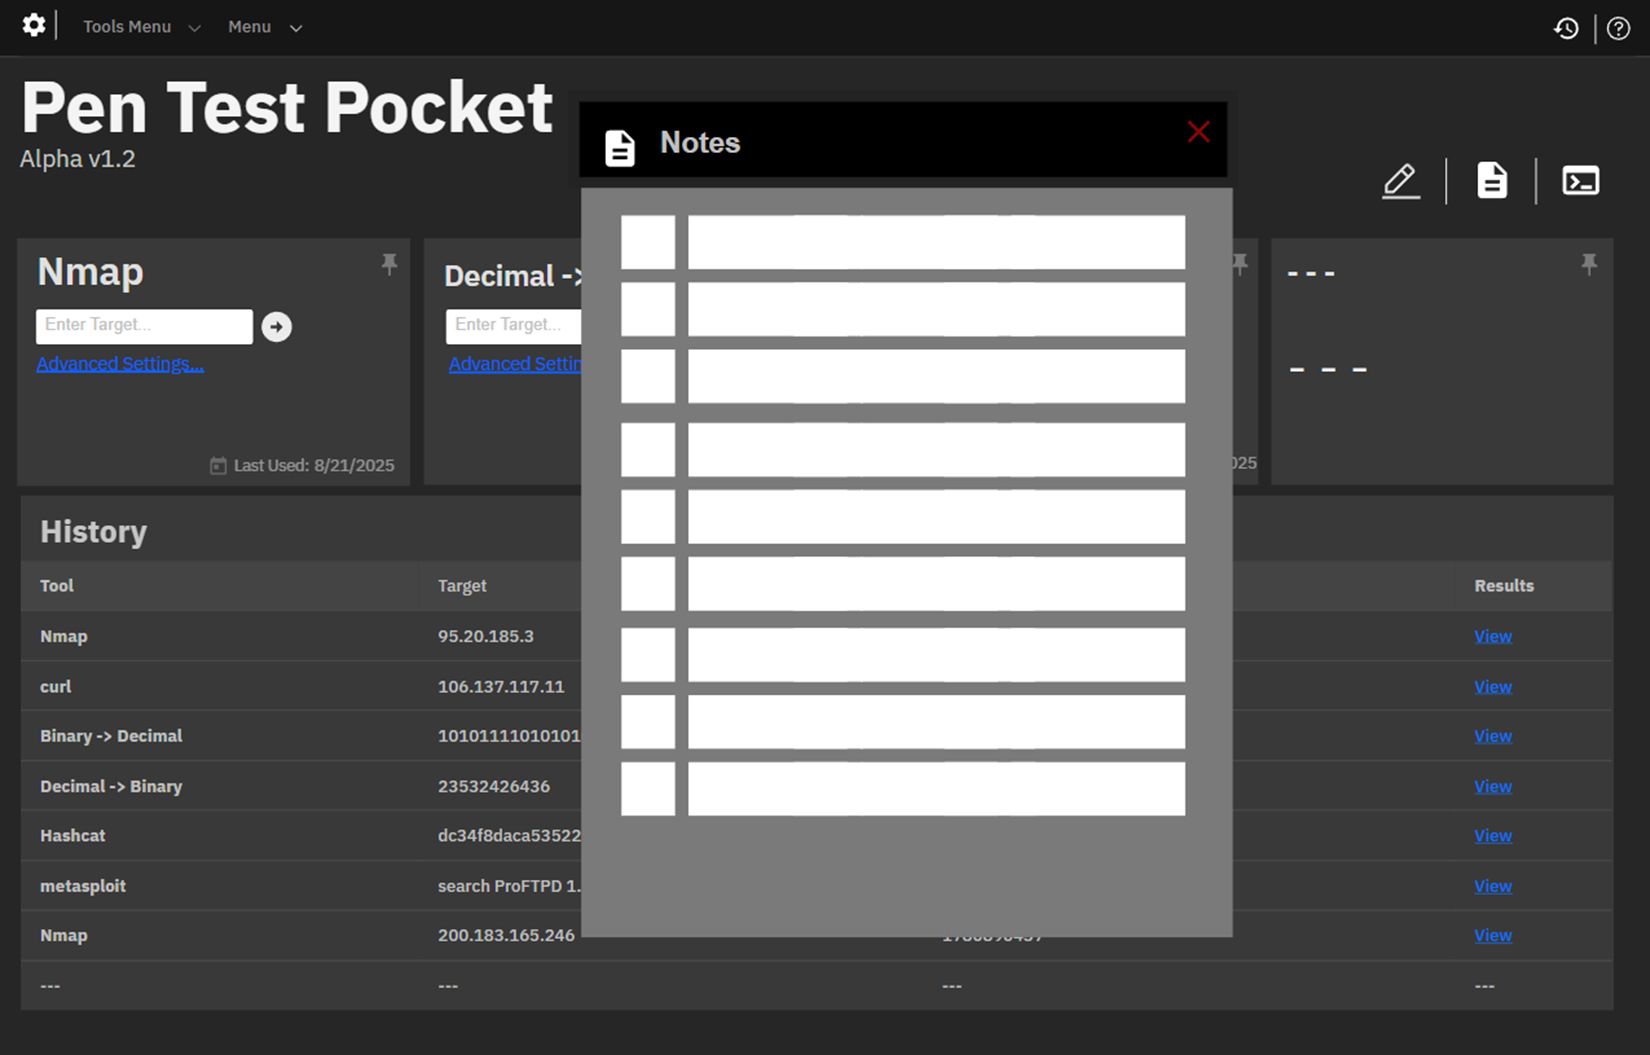 Tools Menu Menu
Pen Test Pocket
Alpha v1.2
Notes
Nmap
Enter Target...
Advanced Settings...
Last Used: 8/21/2025
Decimal ->
Enter Target...
Advanced Settin
025
---
---
History
Tool Target Results
Nmap 95.20.185.3 View
curl 106.137.117.11 View
Binary -> Decimal 10101111010101 View
Decimal -> Binary 23532426436 View
Hashcat dc34f8daca53522 View
metasploit search ProFTPD 1. View
Nmap 200.183.165.246 View
--- --- --- ---